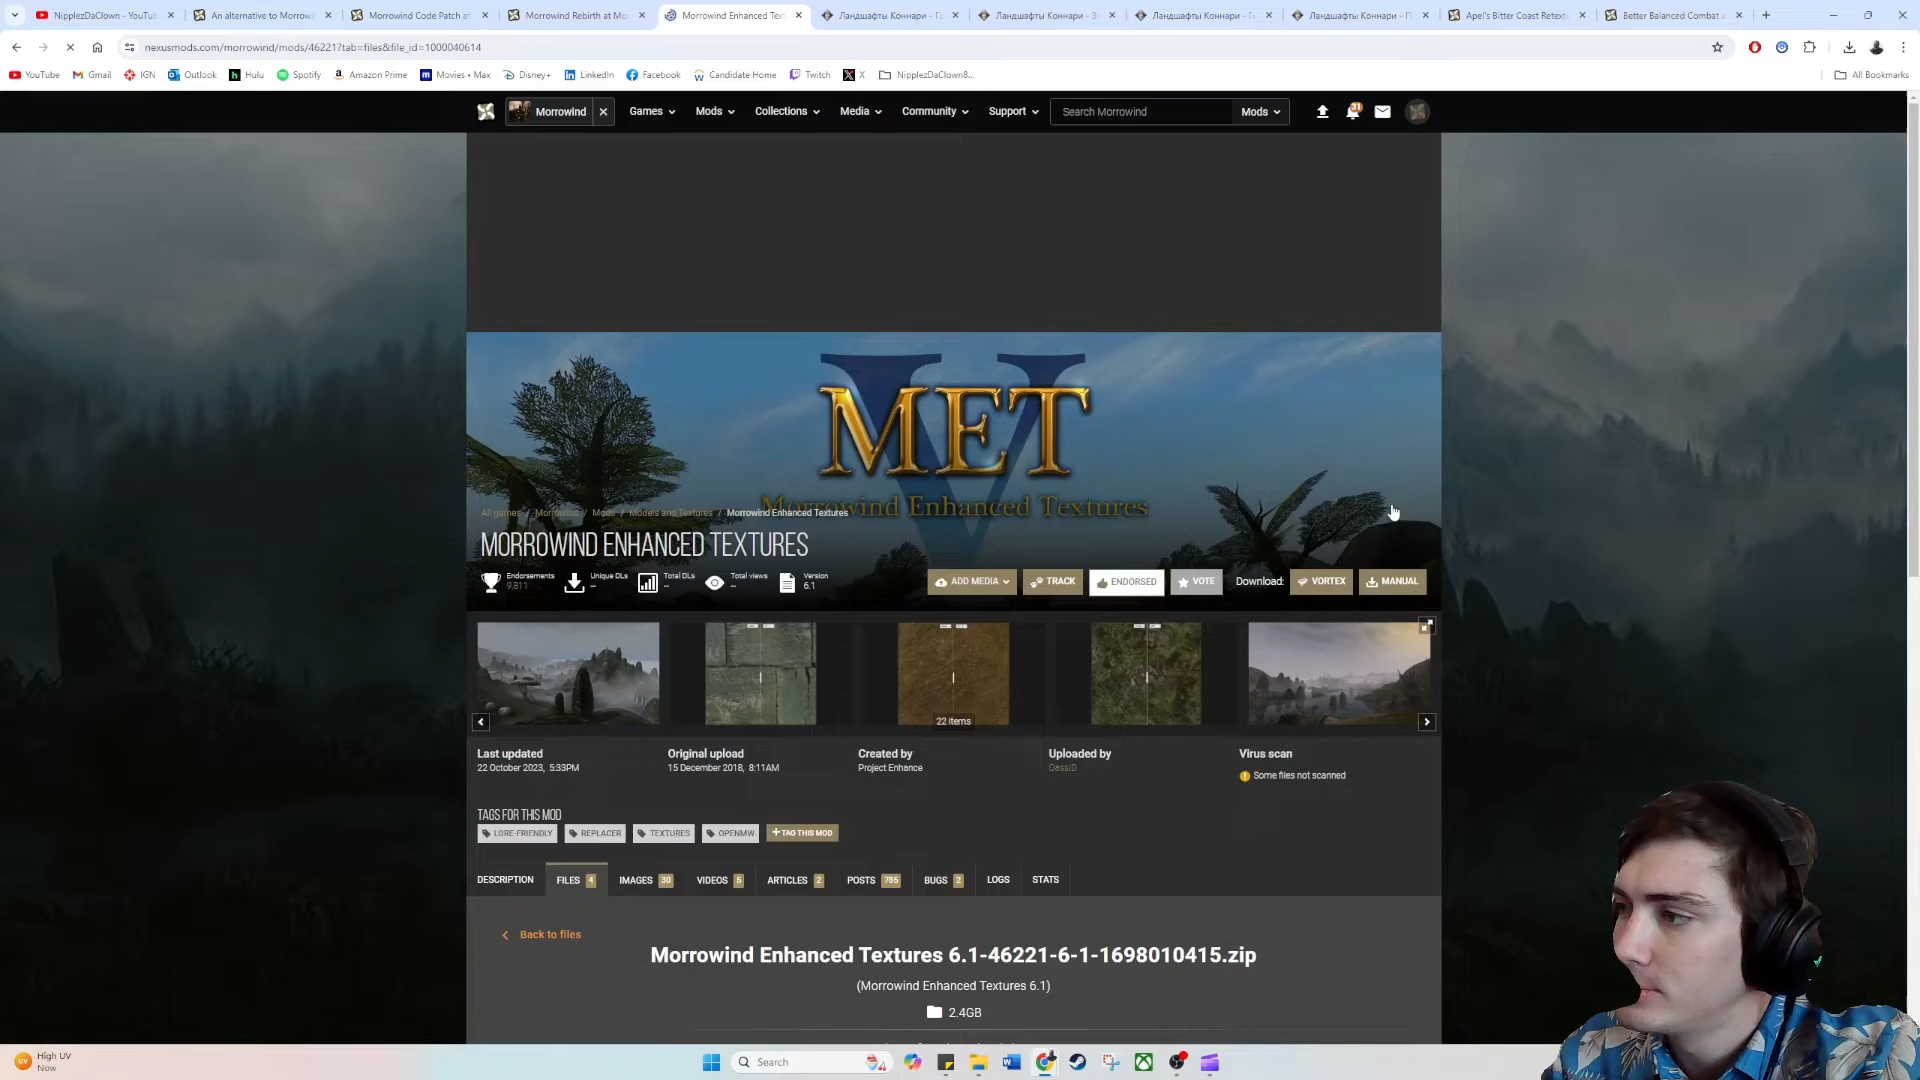 NipplezDaClown - YouTub
An alternative to Morrowi
Morrowind Code Patch at
Morrowind Rebirth at Mo
Morrowind Enhanced Tex
Ландшафты Коннари - Г
Ландшафты Коннари - З
Ландшафты Коннари - Го
Ландшафты Коннари - П
Apel's Bitter Coast Retext
Better Balanced Combat a
nexusmods.com/morrowind/mods/46221?tab=files&file_id=1000040614
YouTube
Gmail
IGN
Outlook
Hulu
Spotify
Amazon Prime
Movies • Max
Disney+
LinkedIn
Facebook
Candidate Home
Twitch
X
NipplezDaClown8...
All Bookmarks
Morrowind
Games
Mods
Collections
Media
Community
Support
Search Morrowind
Mods
31
MET
Morrowind Enhanced Textures
All games / Morrowind / Mods / Models and Textures / Morrowind Enhanced Textures
MORROWIND ENHANCED TEXTURES
Endorsements
9,811
Unique DLs
--
Total DLs
--
Total views
--
Version
6.1
ADD MEDIA
TRACK
ENDORSED
VOTE
Download:
VORTEX
MANUAL
22 items
Last updated
22 October 2023, 5:33PM
Original upload
15 December 2018, 8:11AM
Created by
Project Enhance
Uploaded by
DassiD
Virus scan
Some files not scanned
TAGS FOR THIS MOD
LORE-FRIENDLY
REPLACER
TEXTURES
OPENMW
+ TAG THIS MOD
DESCRIPTION
FILES 4
IMAGES 30
VIDEOS 5
ARTICLES 2
POSTS 785
BUGS 2
LOGS
STATS
Back to files
Morrowind Enhanced Textures 6.1-46221-6-1-1698010415.zip
(Morrowind Enhanced Textures 6.1)
2.4GB
High UV
Now
Search